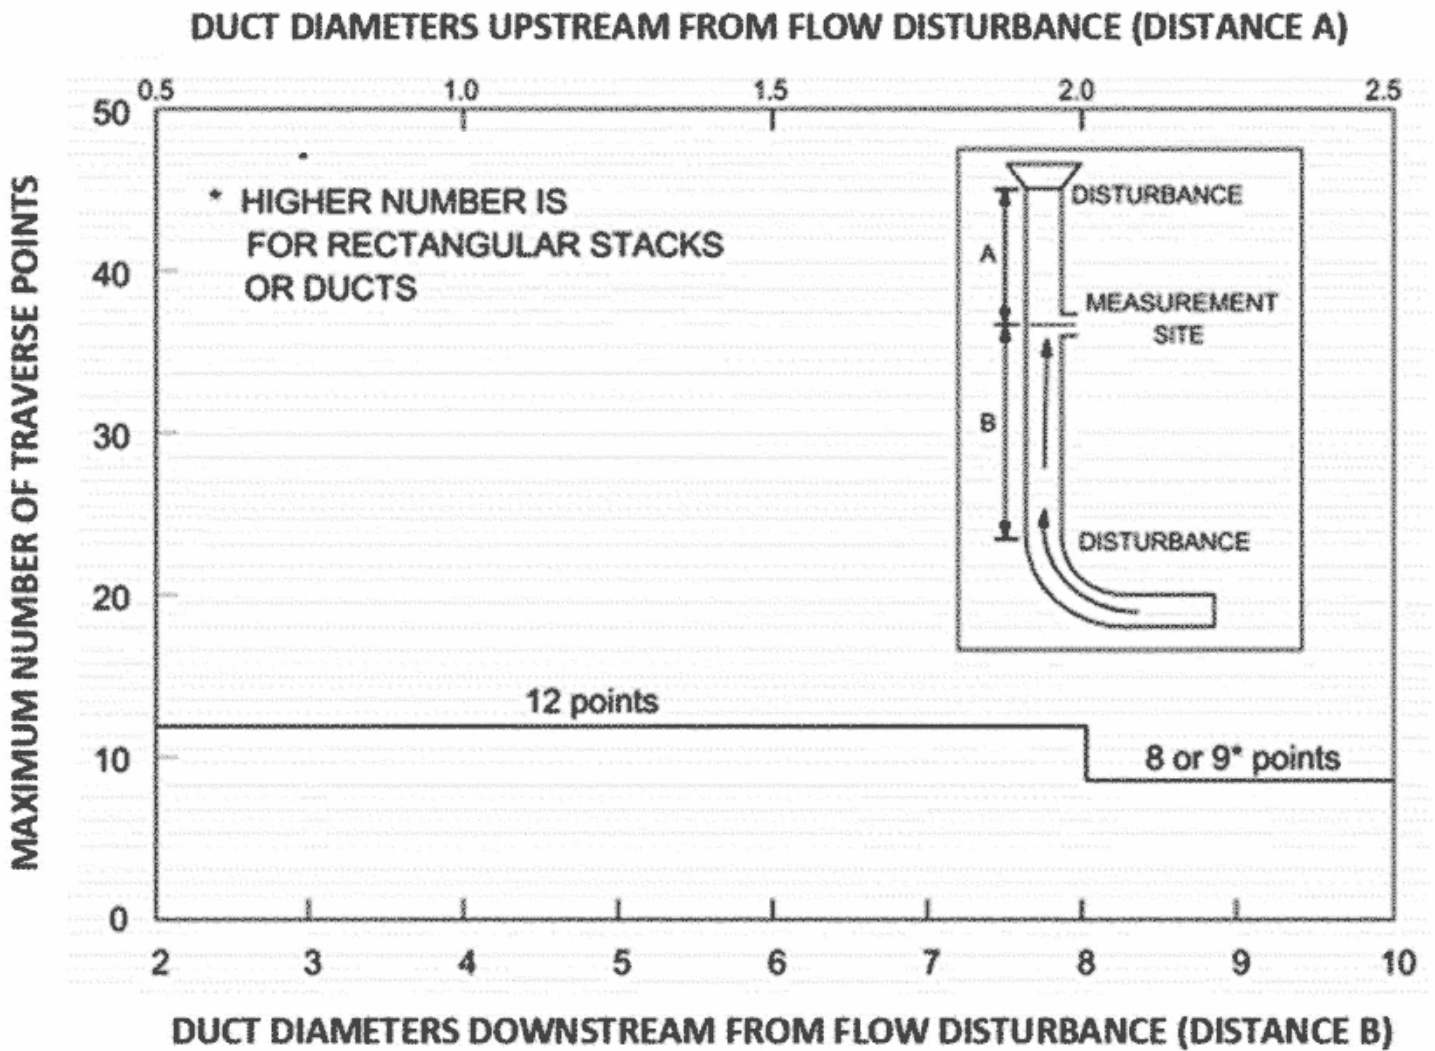 DUCT DIAMETERS UPSTREAM FROM FLOW DISTURBANCE (DISTANCE A)
0.5 1.0 1.5 2.0 2.5
MAXIMUM NUMBER OF TRAVERSE POINTS
50
40
30
20
10
0
* HIGHER NUMBER IS
FOR RECTANGULAR STACKS
OR DUCTS
DISTURBANCE
A
MEASUREMENT
SITE
B
DISTURBANCE
12 points
8 or 9* points
2 3 4 5 6 7 8 9 10
DUCT DIAMETERS DOWNSTREAM FROM FLOW DISTURBANCE (DISTANCE B)